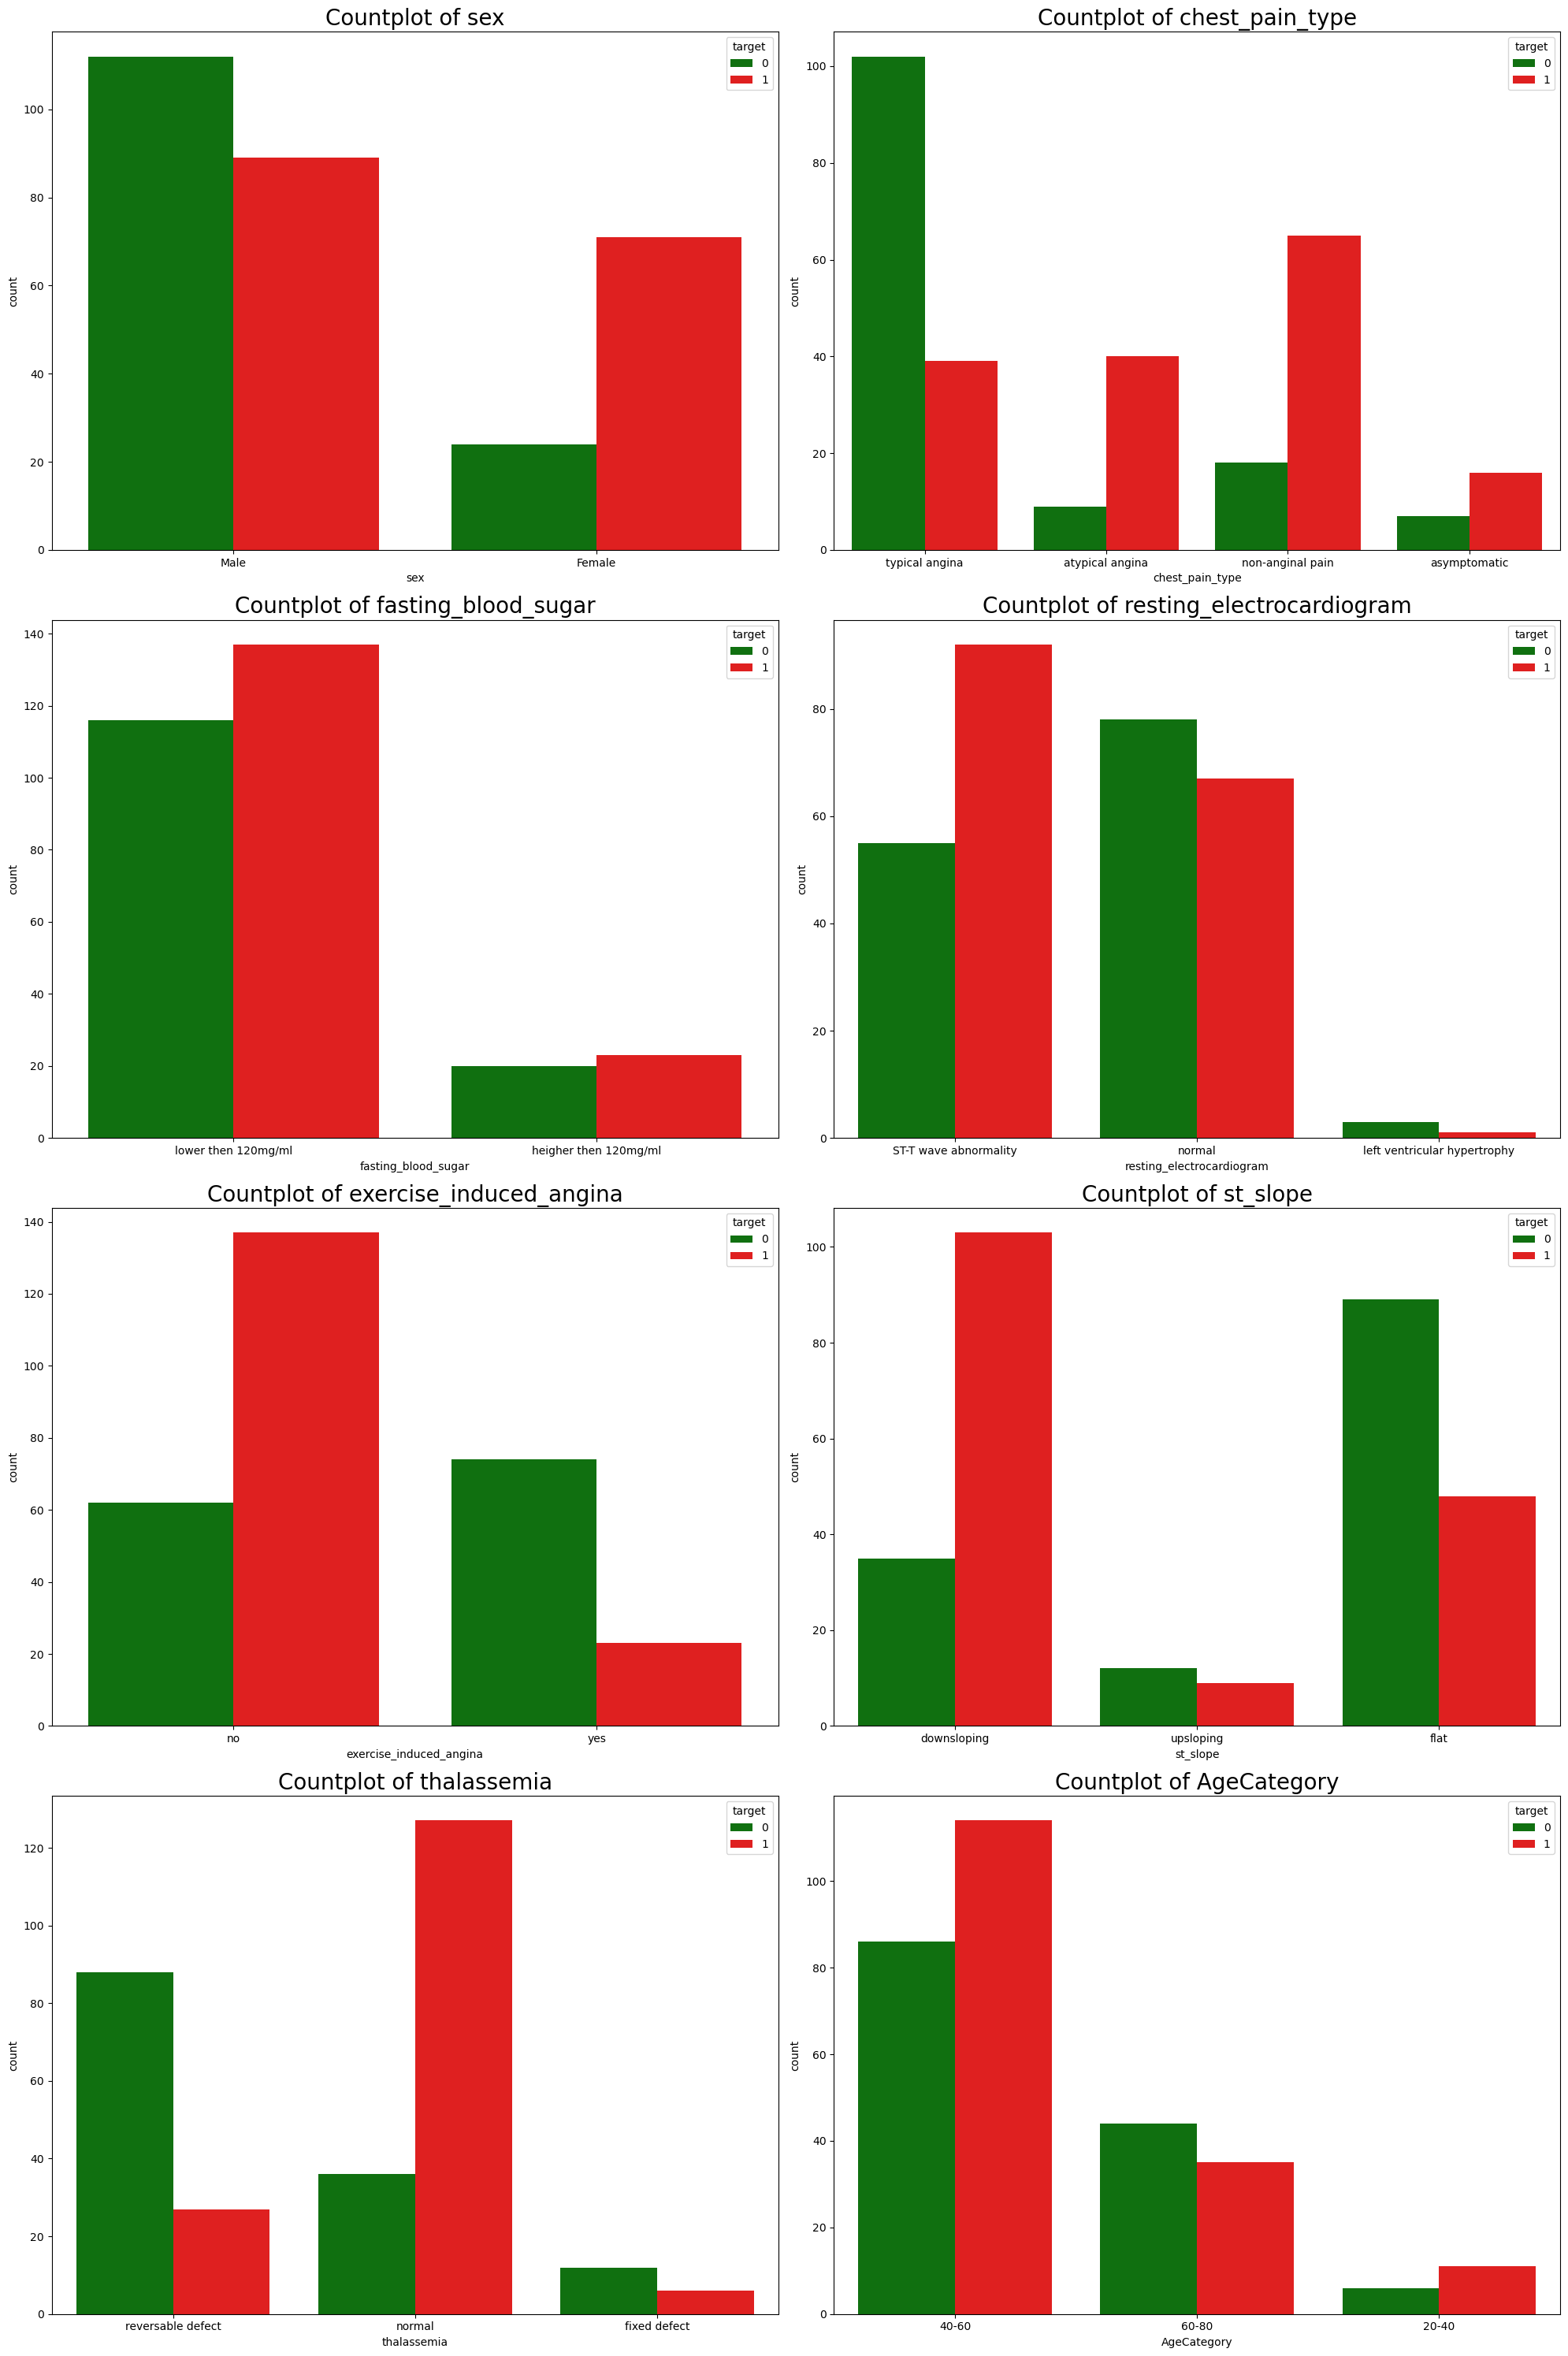 Countplot of sex
target
0
1
100
80
60
40
20
0
count
Male
Female
sex
Countplot of chest_pain_type
target
0
1
100
80
60
40
20
0
count
typical angina
atypical angina
non-anginal pain
asymptomatic
chest_pain_type
Countplot of fasting_blood_sugar
target
0
1
140
120
100
80
60
40
20
0
count
lower then 120mg/ml
heigher then 120mg/ml
fasting_blood_sugar
Countplot of resting_electrocardiogram
target
0
1
80
60
40
20
0
count
ST-T wave abnormality
normal
left ventricular hypertrophy
resting_electrocardiogram
Countplot of exercise_induced_angina
target
0
1
140
120
100
80
60
40
20
0
count
no
yes
exercise_induced_angina
Countplot of st_slope
target
0
1
100
80
60
40
20
0
count
downsloping
upsloping
flat
st_slope
Countplot of thalassemia
target
0
1
120
100
80
60
40
20
0
count
reversable defect
normal
fixed defect
thalassemia
Countplot of AgeCategory
target
0
1
100
80
60
40
20
0
count
40-60
60-80
20-40
AgeCategory